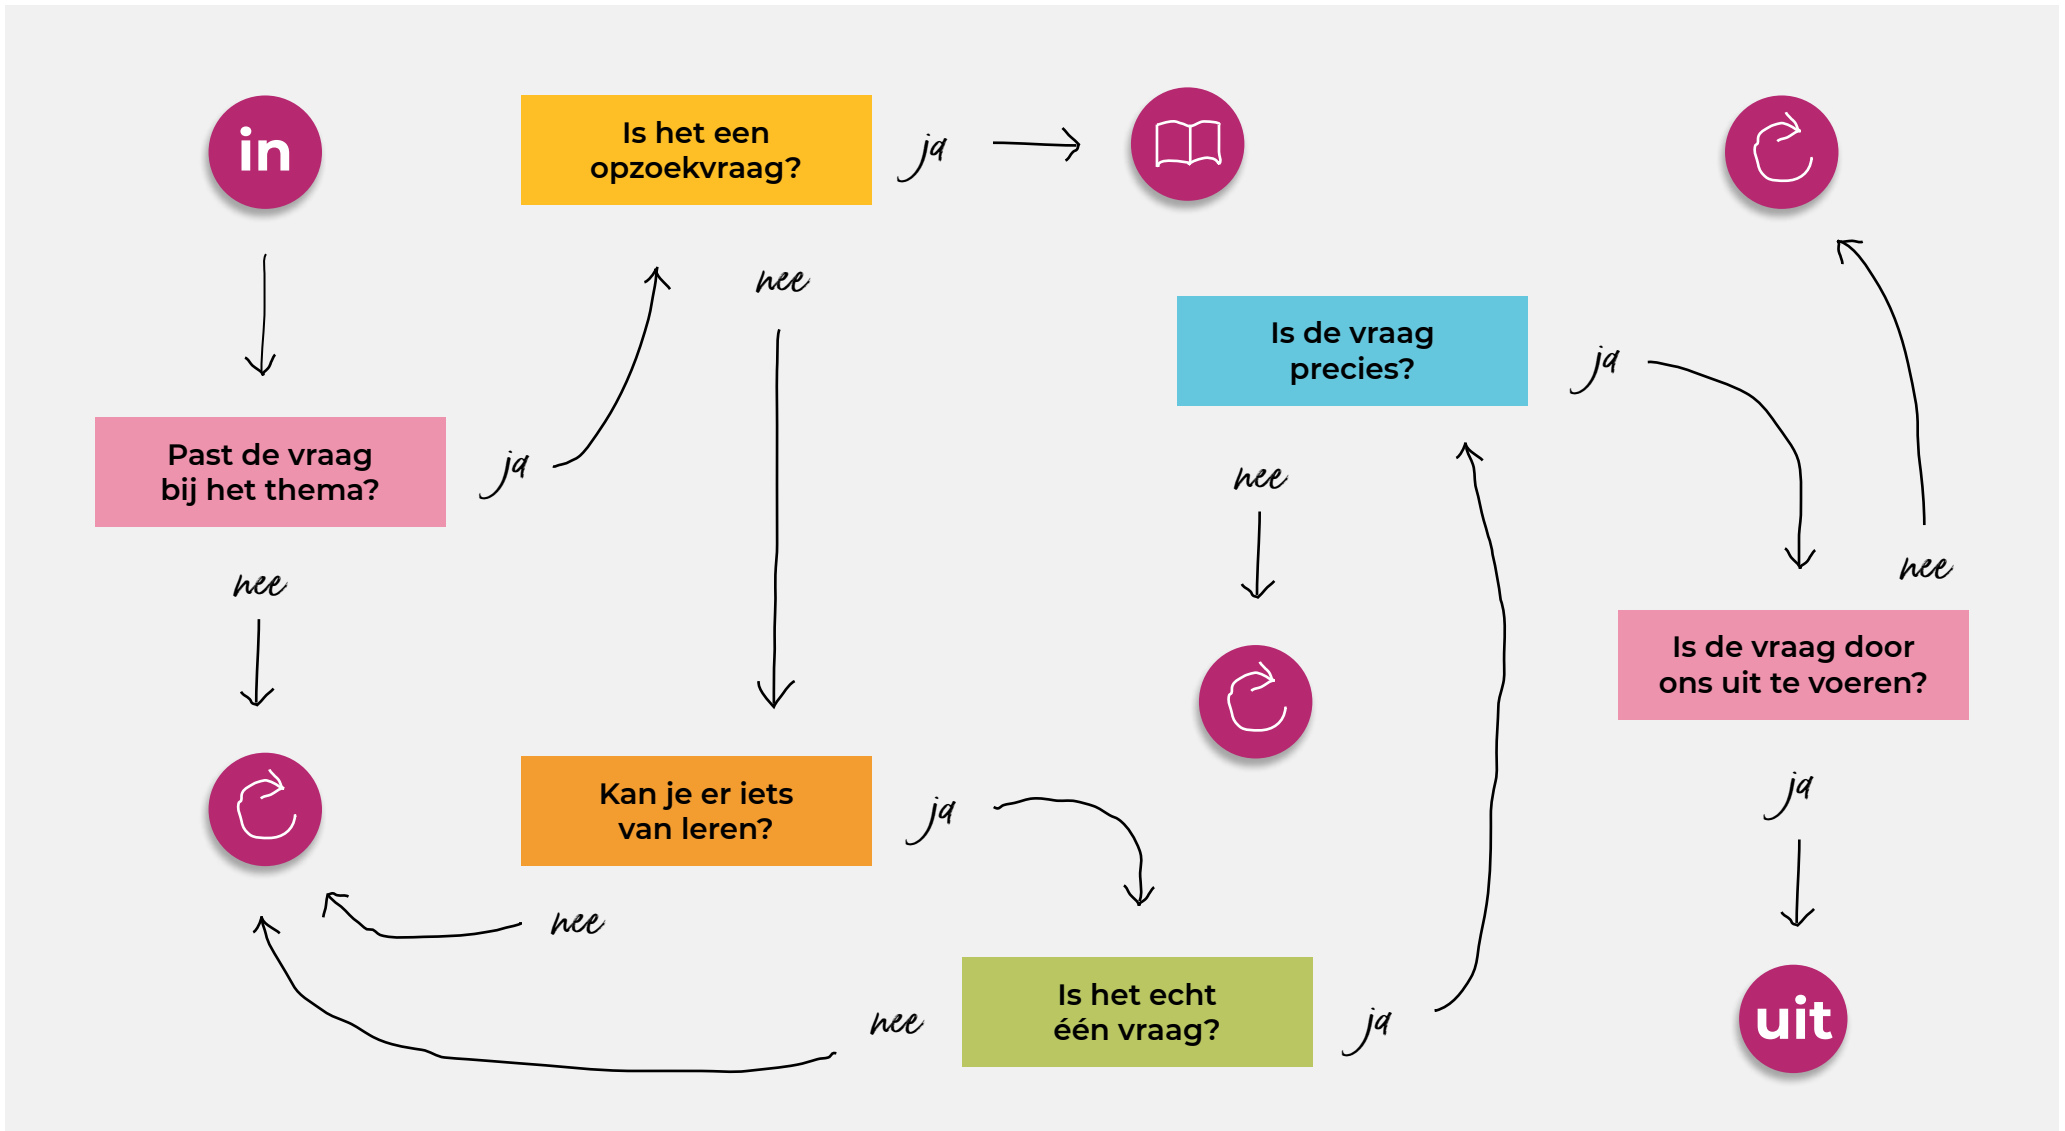 in
Past de vraag
bij het thema?
ja
nee
Is het een
opzoekvraag?
ja
nee
Kan je er iets
van leren?
ja
nee
Is het echt
één vraag?
nee
ja
Is de vraag
precies?
ja
nee
Is de vraag door
ons uit te voeren?
nee
ja
uit